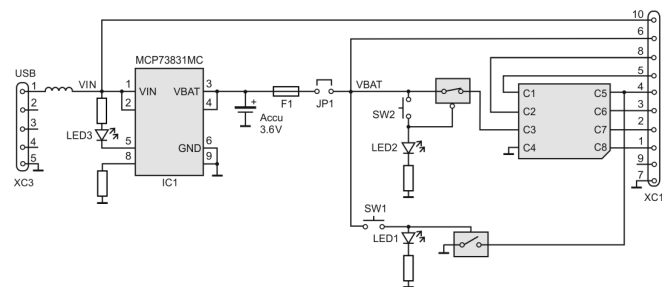 USB
1
2
3
4
5
XC3
VIN
LED3
MCP73831MC
1 VIN VBAT 3
2 4
5 GND 6
8 9
IC1
+
Accu
3.6V
F1
JP1
VBAT
SW2
LED2
SW1
LED1
C1 C5
C2 C6
C3 C7
C4 C8
10
6
8
5
4
3
2
1
9
7
XC1